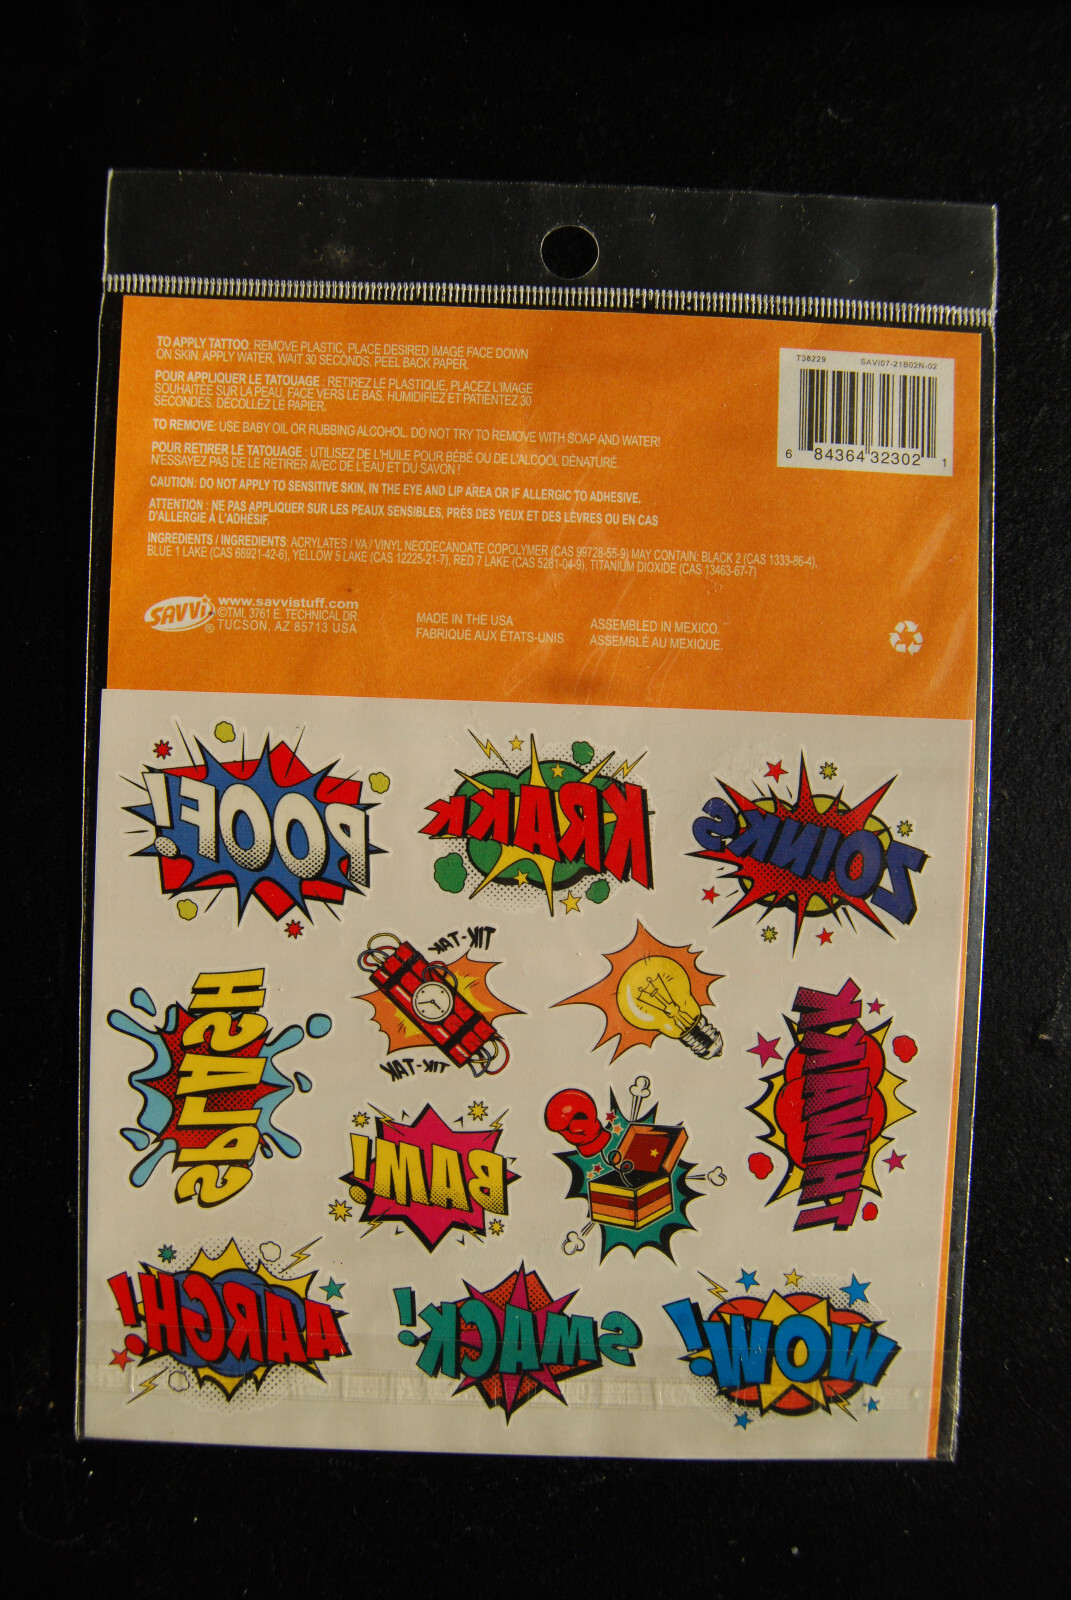 TO APPLY TATTOO: REMOVE PLASTIC, PLACE DESIRED IMAGE FACE DOWN
ON SKIN. APPLY WATER, WAIT 30 SECONDS, PEEL BACK PAPER.
POUR APPLIQUER LE TATOUAGE : RETIREZ LE PLASTIQUE, PLACEZ L'IMAGE
SOUHAITÉE SUR LA PEAU, FACE VERS LE BAS. HUMIDIFIEZ ET PATIENTEZ 30
SECONDES. DÉCOLLEZ LE PAPIER.
TO REMOVE: USE BABY OIL OR RUBBING ALCOHOL. DO NOT TRY TO REMOVE WITH SOAP AND WATER!
POUR RETIRER LE TATOUAGE : UTILISEZ DE L'HUILE POUR BÉBÉ OU DE L'ALCOOL DÉNATURÉ.
N'ESSAYEZ PAS DE LE RETIRER AVEC DE L'EAU ET DU SAVON !
CAUTION: DO NOT APPLY TO SENSITIVE SKIN, IN THE EYE AND LIP AREA OR IF ALLERGIC TO ADHESIVE.
ATTENTION : NE PAS APPLIQUER SUR LES PEAUX SENSIBLES, PRÈS DES YEUX ET DES LÈVRES OU EN CAS
D'ALLERGIE À L'ADHÉSIF.
INGREDIENTS / INGRÉDIENTS: ACRYLATES / VA / VINYL NEODECANOATE COPOLYMER (CAS 99728-55-9) MAY CONTAIN: BLACK 2 (CAS 1333-86-4),
BLUE 1 LAKE (CAS 68921-42-6), YELLOW 5 LAKE (CAS 12225-21-7), RED 7 LAKE (CAS 5281-04-9), TITANIUM DIOXIDE (CAS 13463-67-7)
T38229 SAVI07-21B02N-02
6 84364 32302 1
SAVVi ®
www.savvistuff.com
©TMI, 3761 E. TECHNICAL DR.
TUCSON, AZ 85713 USA
MADE IN THE USA
FABRIQUÉ AUX ÉTATS-UNIS
ASSEMBLED IN MEXICO.
ASSEMBLÉ AU MEXIQUE.
POOF!
KRAKK
ZOINKS
TIK-TAK
TIK-TAK
SPLASH
BAM!
THWAKK
AARGH!
SMACK!
WOW!